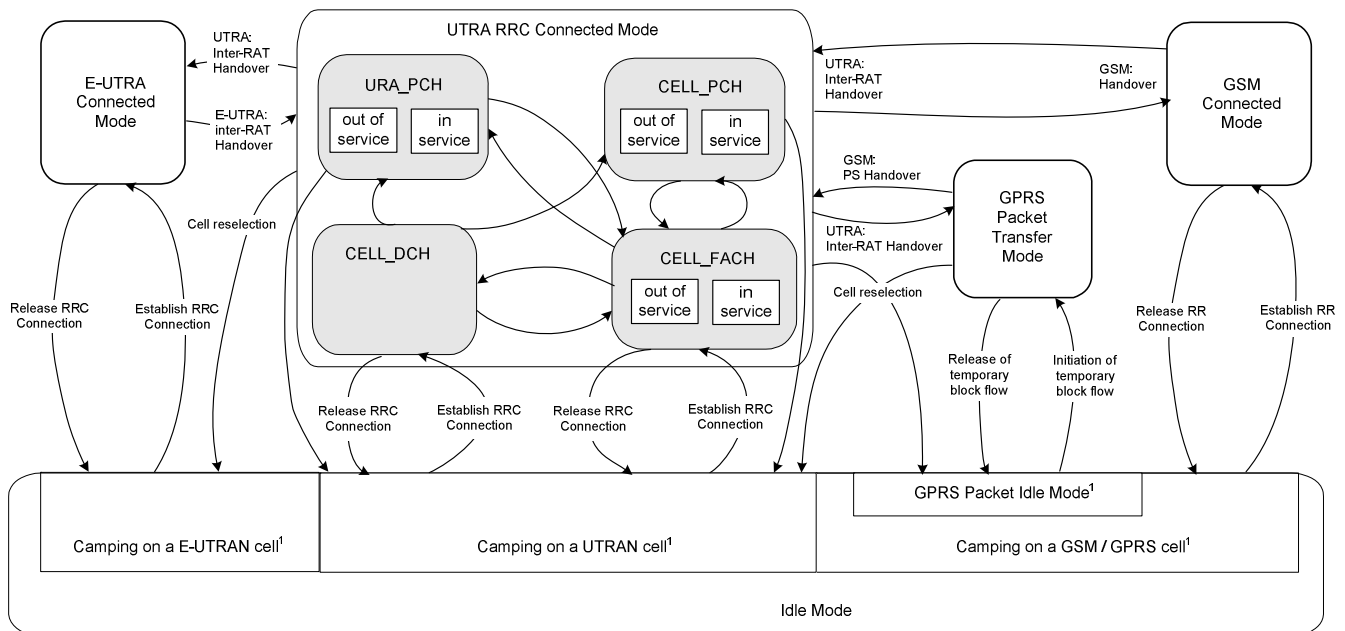 UTRA RRC Connected Mode
E-UTRA
Connected
Mode
UTRA:
Inter-RAT
Handover
E-UTRA:
inter-RAT
Handover
URA_PCH
out of
service
in
service
CELL_PCH
out of
service
in
service
CELL_DCH
CELL_FACH
out of
service
in
service
UTRA:
Inter-RAT
Handover
GSM:
Handover
GSM
Connected
Mode
GSM:
PS Handover
GPRS
Packet
Transfer
Mode
UTRA:
Inter-RAT Handover
Cell reselection
Cell reselection
Release RRC
Connection
Establish RRC
Connection
Release RRC
Connection
Establish RRC
Connection
Release RRC
Connection
Establish RRC
Connection
Release of
temporary
block flow
Initiation of
temporary
block flow
Release RR
Connection
Establish RR
Connection
GPRS Packet Idle Mode¹
Camping on a E-UTRAN cell¹
Camping on a UTRAN cell¹
Camping on a GSM / GPRS cell¹
Idle Mode